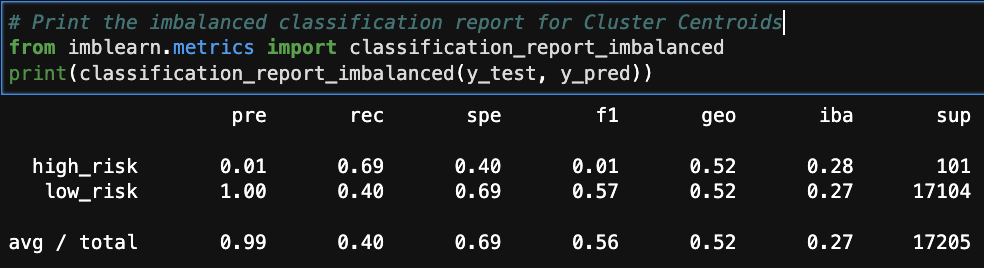 # Print the imbalanced classification report for Cluster Centroids
from imblearn.metrics import classification_report_imbalanced
print(classification_report_imbalanced(y_test, y_pred))
pre rec spe f1 geo iba sup
high_risk 0.01 0.69 0.40 0.01 0.52 0.28 101
low_risk 1.00 0.40 0.69 0.57 0.52 0.27 17104
avg / total 0.99 0.40 0.69 0.56 0.52 0.27 17205